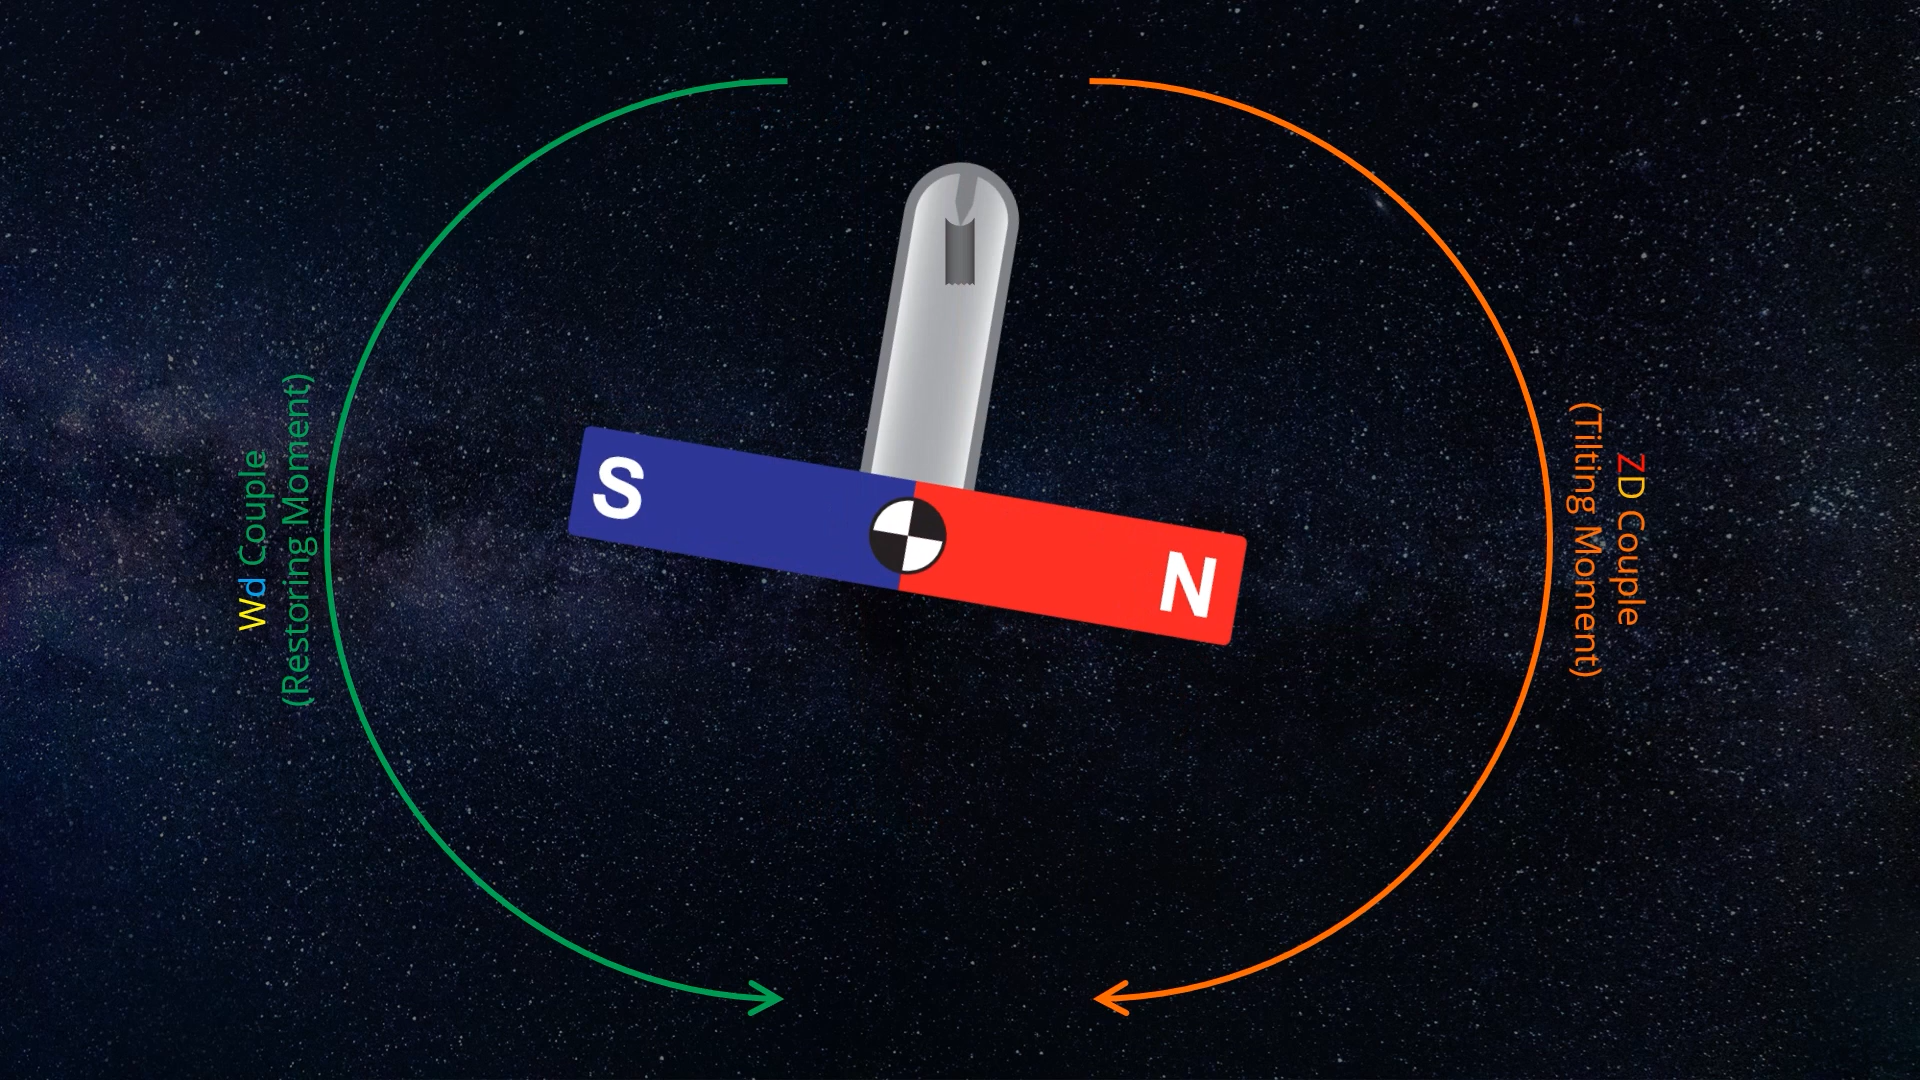 Wd Couple
(Restoring Moment)
S
N
ZD Couple
(Tilting Moment)